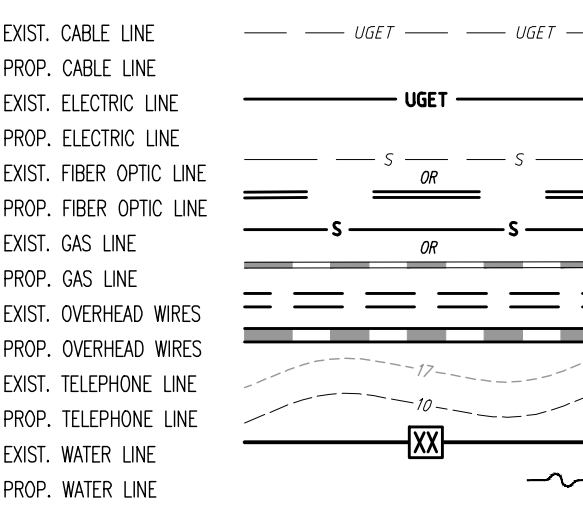 EXIST. CABLE LINE
PROP. CABLE LINE
EXIST. ELECTRIC LINE
PROP. ELECTRIC LINE
EXIST. FIBER OPTIC LINE
PROP. FIBER OPTIC LINE
EXIST. GAS LINE
PROP. GAS LINE
EXIST. OVERHEAD WIRES
PROP. OVERHEAD WIRES
EXIST. TELEPHONE LINE
PROP. TELEPHONE LINE
EXIST. WATER LINE
PROP. WATER LINE
UGET UGET
UGET
S S
OR
S S
OR
17
10
XX